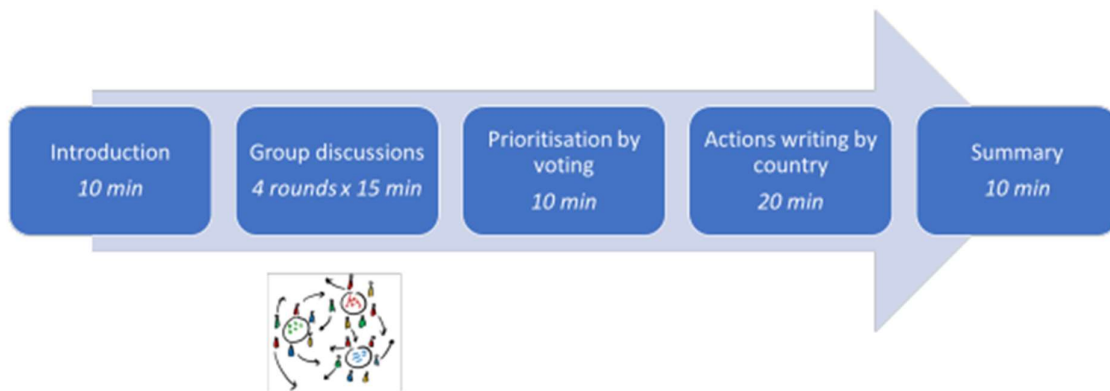 Introduction
10 min
Group discussions
4 rounds x 15 min
Prioritisation by
voting
10 min
Actions writing by
country
20 min
Summary
10 min